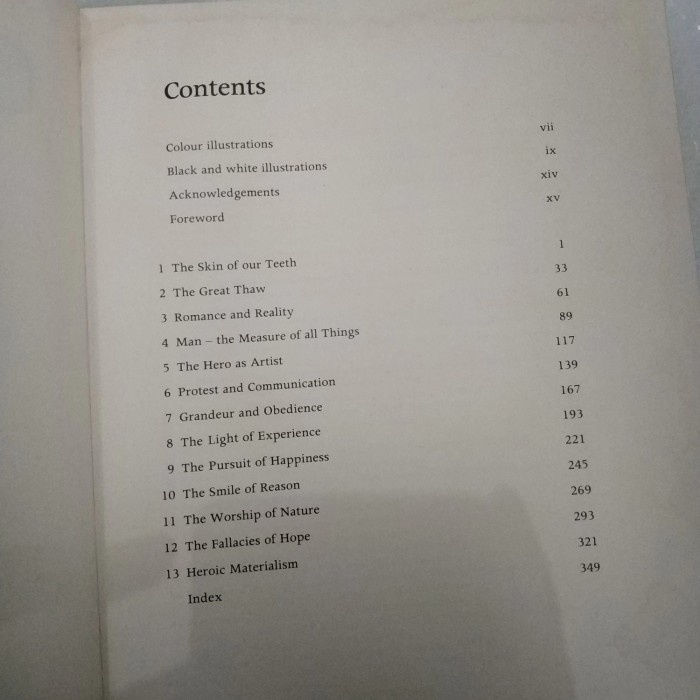 Contents
Colour illustrations vii
Black and white illustrations ix
Acknowledgements xiv
Foreword xv
1 The Skin of our Teeth 1
2 The Great Thaw 33
3 Romance and Reality 61
4 Man – the Measure of all Things 89
5 The Hero as Artist 117
6 Protest and Communication 139
7 Grandeur and Obedience 167
8 The Light of Experience 193
9 The Pursuit of Happiness 221
10 The Smile of Reason 245
11 The Worship of Nature 269
12 The Fallacies of Hope 293
13 Heroic Materialism 321
Index 349